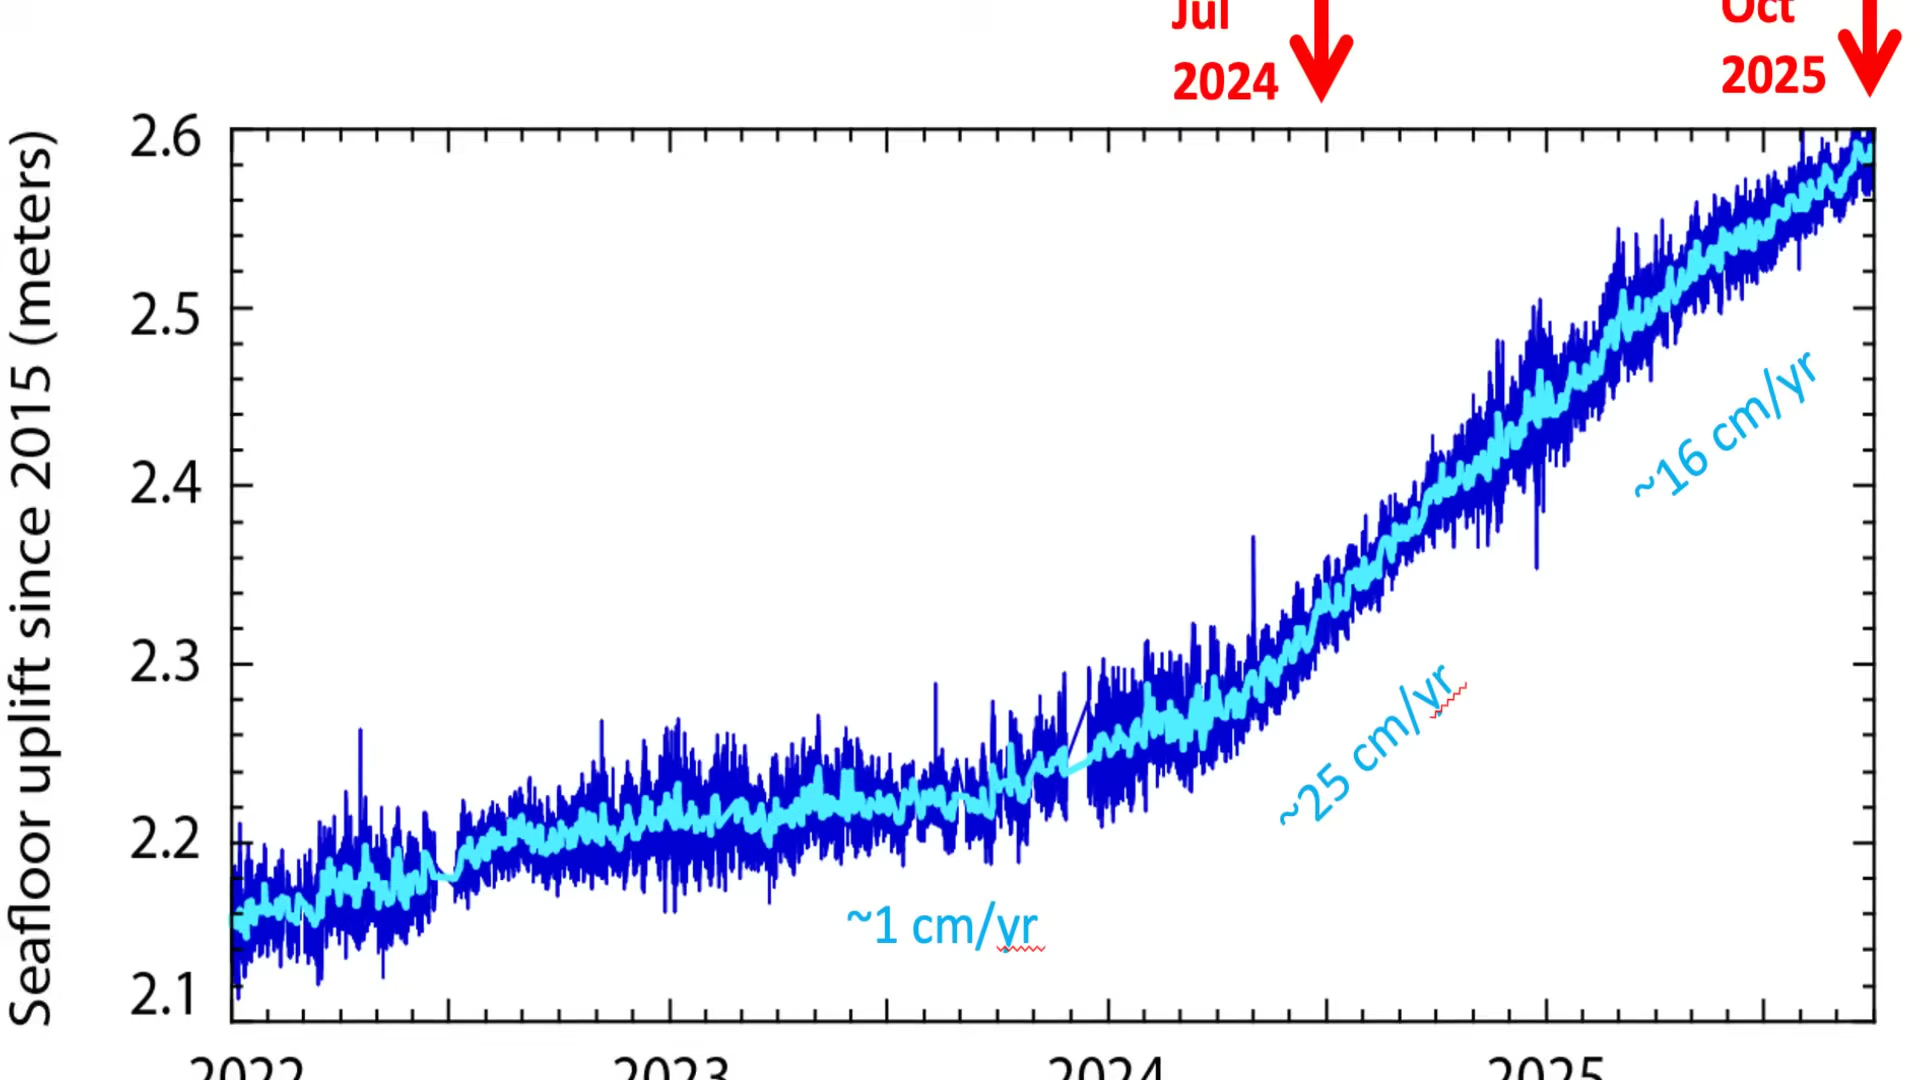 Jul
2024
Oct
2025
Seafloor uplift since 2015 (meters)
2.6
2.5
2.4
2.3
2.2
2.1
~16 cm/yr
~25 cm/yr
~1 cm/yr
2022
2023
2024
2025